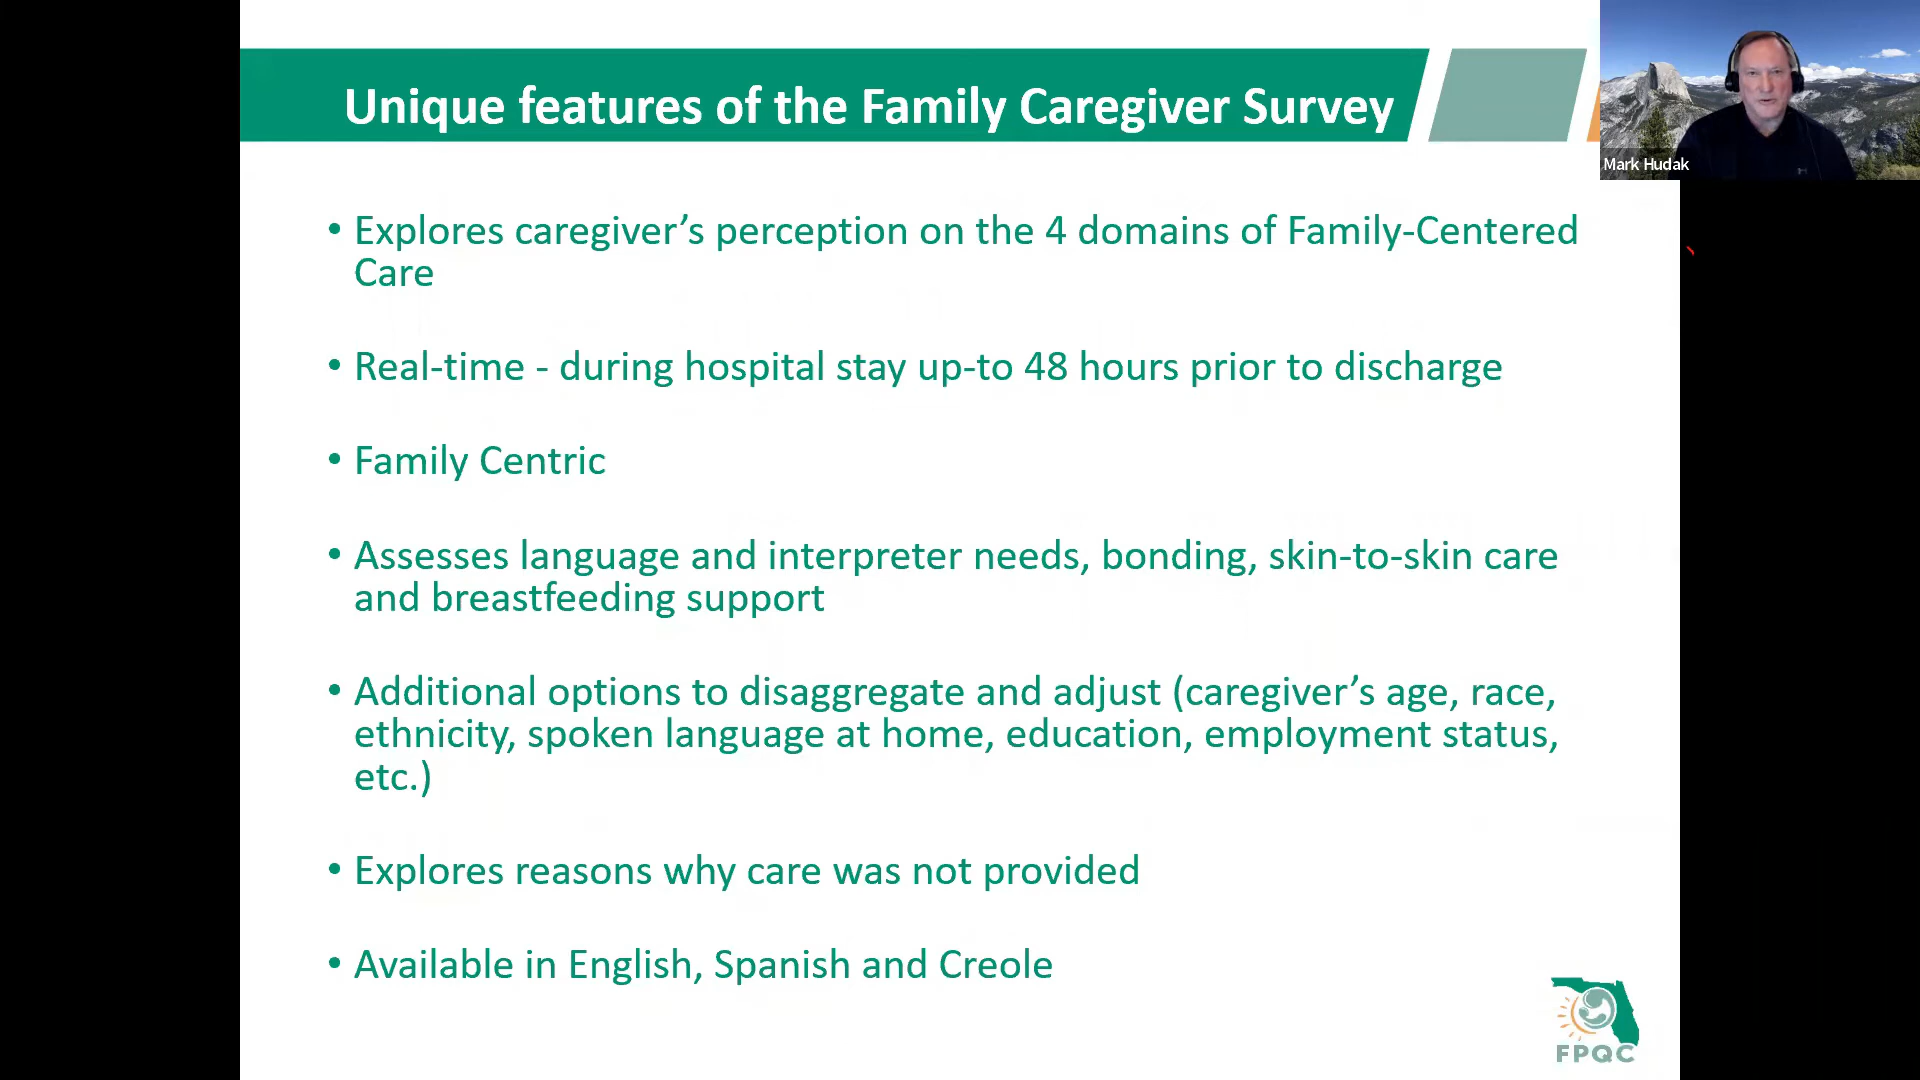 Unique features of the Family Caregiver Survey
Mark Hudak
• Explores caregiver’s perception on the 4 domains of Family-Centered
Care
• Real-time - during hospital stay up-to 48 hours prior to discharge
• Family Centric
• Assesses language and interpreter needs, bonding, skin-to-skin care
and breastfeeding support
• Additional options to disaggregate and adjust (caregiver’s age, race,
ethnicity, spoken language at home, education, employment status,
etc.)
• Explores reasons why care was not provided
• Available in English, Spanish and Creole
FPQC